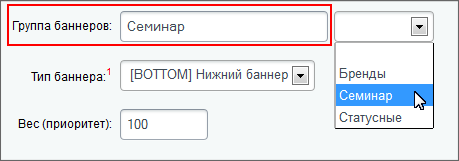 Группа баннеров: Семинар
Бренды
Тип баннера:1 [BOTTOM] Нижний баннер
Семинар
Статусные
Вес (приоритет): 100